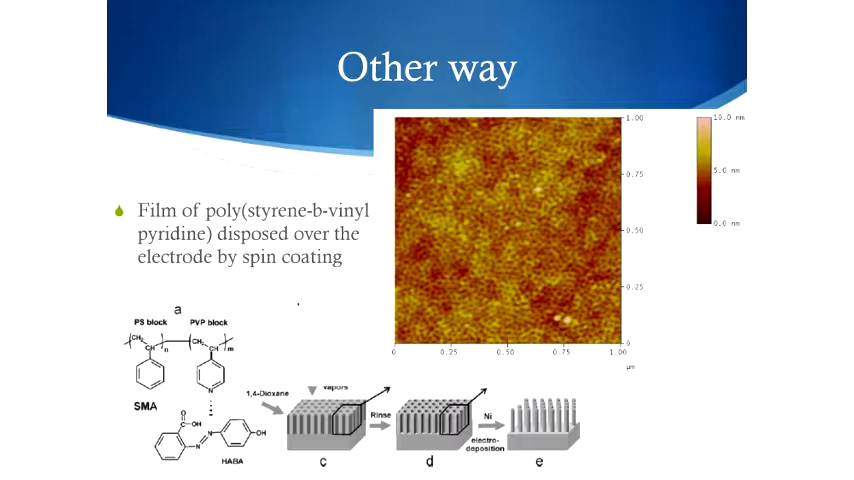 Other way
Film of poly(styrene-b-vinyl
pyridine) disposed over the
electrode by spin coating
1.00
0.75
0.50
0.25
0
0
0.25
0.50
0.75
1.00
µm
10.0 nm
5.0 nm
0.0 nm
a
PS block
PVP block
CH₂
CH
n
CH₂
CH
m
N
SMA
O
C
OH
N
N
OH
HABA
1,4-Dioxane
vapors
Rinse
Ni
electro-
deposition
c
d
e